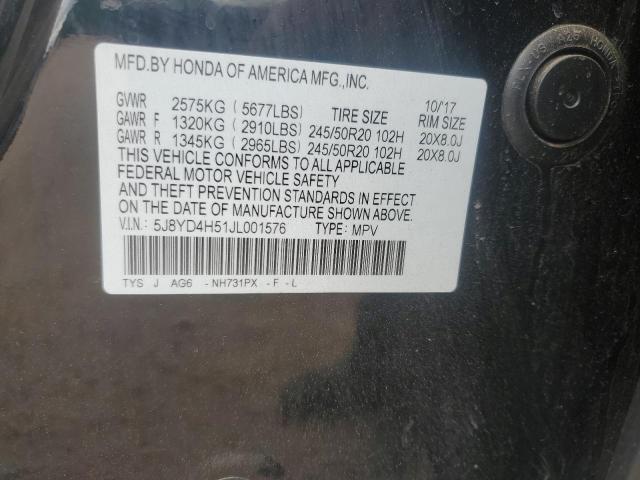 MFD.BY HONDA OF AMERICA MFG.,INC.
10/'17
GVWR 2575KG (5677LBS) TIRE SIZE RIM SIZE
GAWR F 1320KG (2910LBS) 245/50R20 102H 20X8.0J
GAWR R 1345KG (2965LBS) 245/50R20 102H 20X8.0J
THIS VEHICLE CONFORMS TO ALL APPLICABLE
FEDERAL MOTOR VEHICLE SAFETY
AND THEFT PREVENTION STANDARDS IN EFFECT
ON THE DATE OF MANUFACTURE SHOWN ABOVE.
V.I.N.: 5J8YD4H51JL001576 TYPE: MPV
TYS J AG6 - NH731PX - F - L